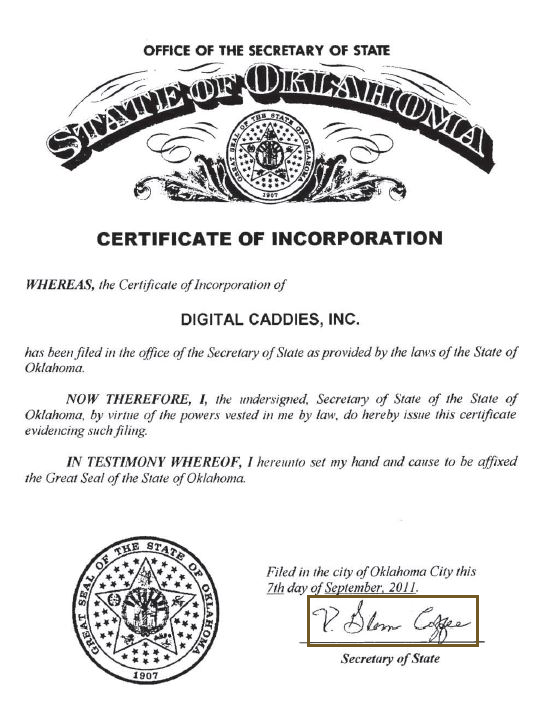 OFFICE OF THE SECRETARY OF STATE
STATE OF OKLAHOMA
GREAT SEAL OF THE STATE OF OKLAHOMA
1907
CERTIFICATE OF INCORPORATION
WHEREAS, the Certificate of Incorporation of
DIGITAL CADDIES, INC.
has been filed in the office of the Secretary of State as provided by the laws of the State of
Oklahoma.
NOW THEREFORE, I, the undersigned, Secretary of State of the State of
Oklahoma, by virtue of the powers vested in me by law, do hereby issue this certificate
evidencing such filing.
IN TESTIMONY WHEREOF, I hereunto set my hand and cause to be affixed
the Great Seal of the State of Oklahoma.
GREAT SEAL OF THE STATE OF OKLAHOMA
1907
Filed in the city of Oklahoma City this
7th day of September, 2011.
V. Glenn Coffee
Secretary of State